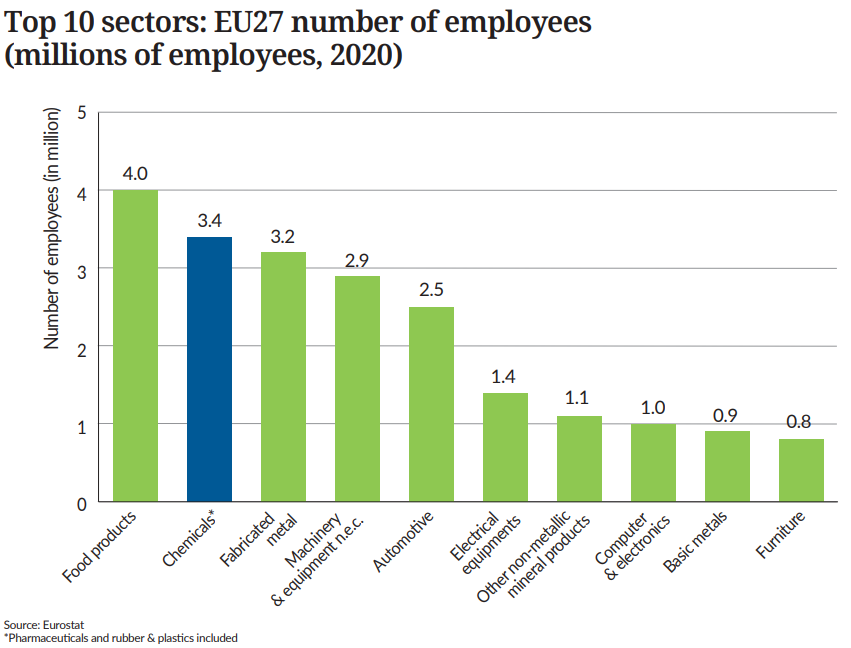 Top 10 sectors: EU27 number of employees
(millions of employees, 2020)
Number of employees (in million)
5
4
3
2
1
0
4.0
3.4
3.2
2.9
2.5
1.4
1.1
1.0
0.9
0.8
Food products
Chemicals*
Fabricated
metal
Machinery
& equipment n.e.c.
Automotive
Electrical
equipments
Other non-metallic
mineral products
Computer
& electronics
Basic metals
Furniture
Source: Eurostat
*Pharmaceuticals and rubber & plastics included